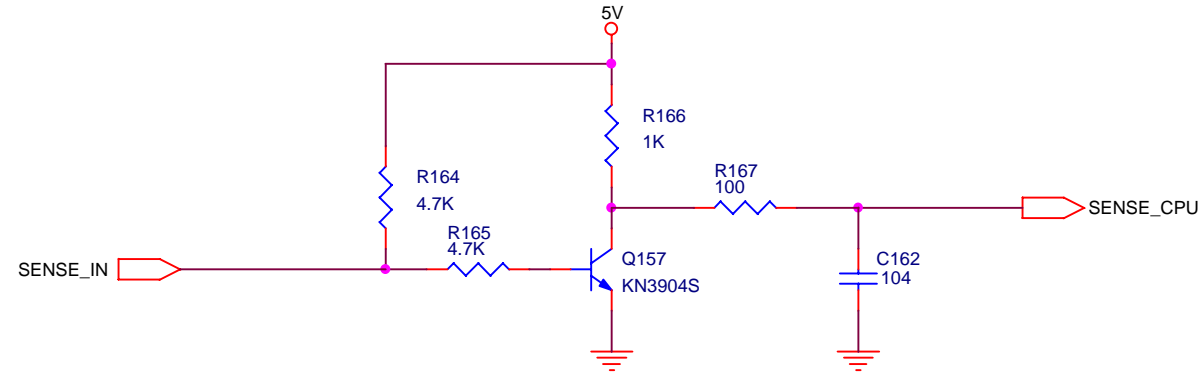 5V
R166
1K
R164
4.7K
R167
100
R165
4.7K
SENSE_IN
SENSE_CPU
Q157
KN3904S
C162
104